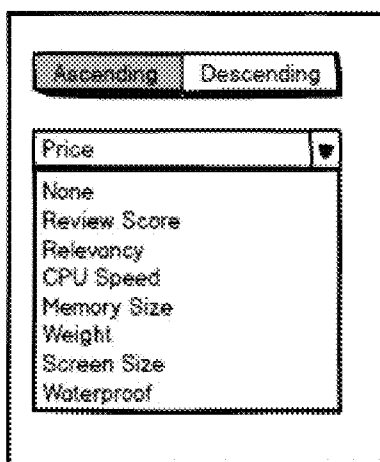 Ascending Descending
Price
None
Review Score
Relevancy
CPU Speed
Memory Size
Weight
Screen Size
Waterproof